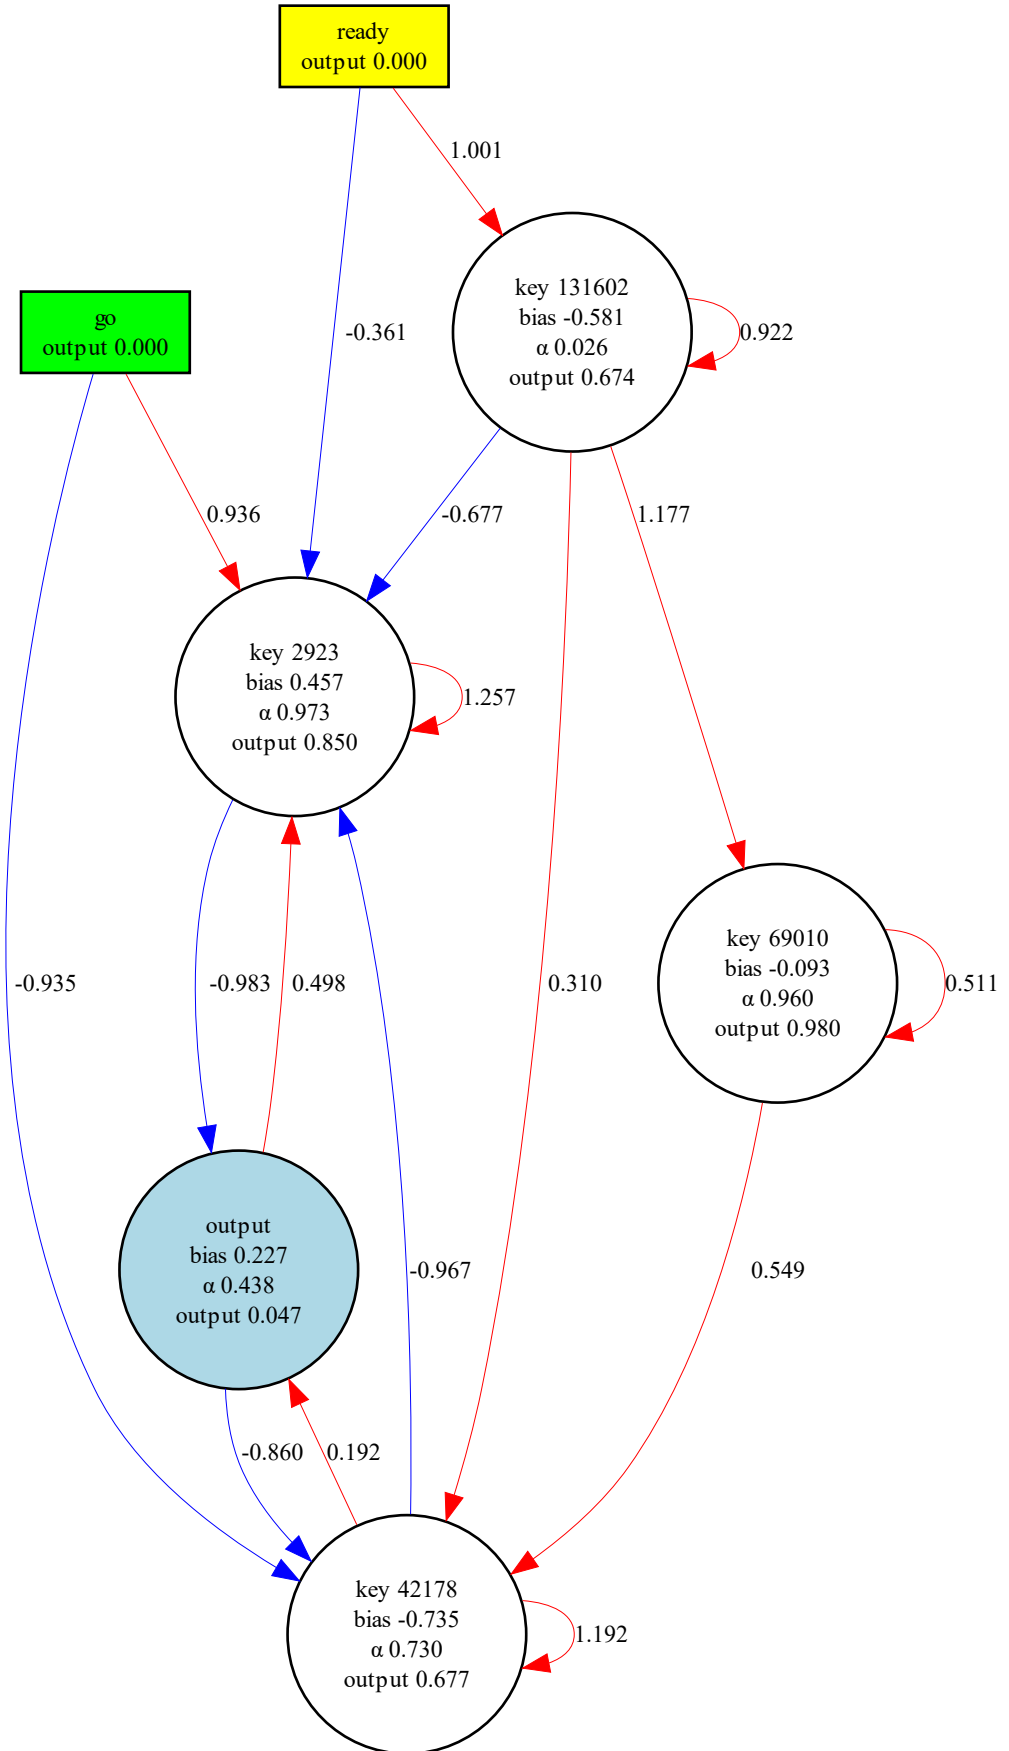 ready
output 0.000
1.001
key 131602
bias -0.581
α 0.026
output 0.674
0.922
go
output 0.000
-0.361
0.936
-0.677
1.177
key 2923
bias 0.457
α 0.973
output 0.850
1.257
key 69010
bias -0.093
α 0.960
output 0.980
0.511
-0.935
-0.983
0.498
0.310
output
bias 0.227
α 0.438
output 0.047
-0.967
0.549
-0.860
0.192
key 42178
bias -0.735
α 0.730
output 0.677
1.192